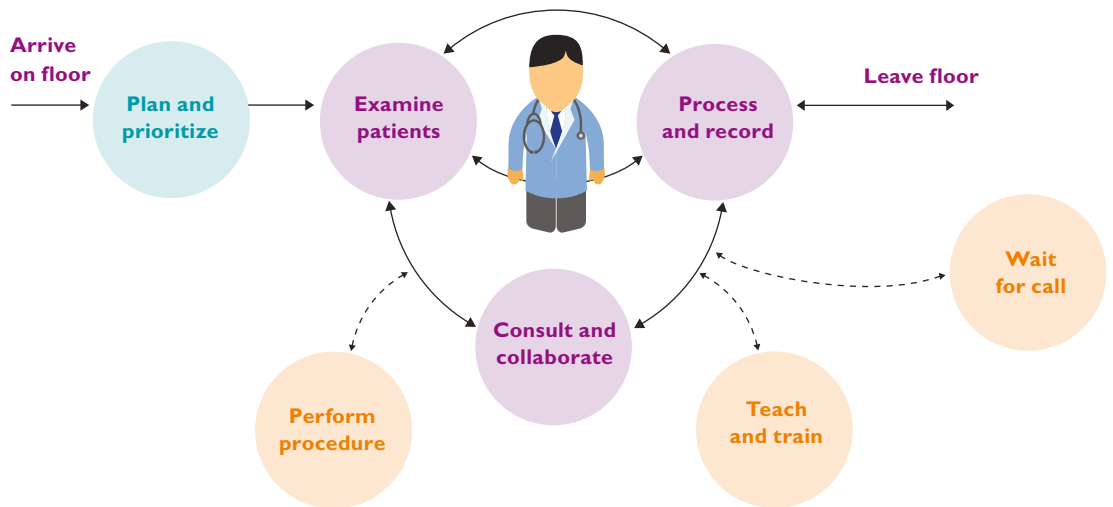 Arrive
on floor
Plan and
prioritize
Examine
patients
Process
and record
Leave floor
Wait
for call
Consult and
collaborate
Perform
procedure
Teach
and train